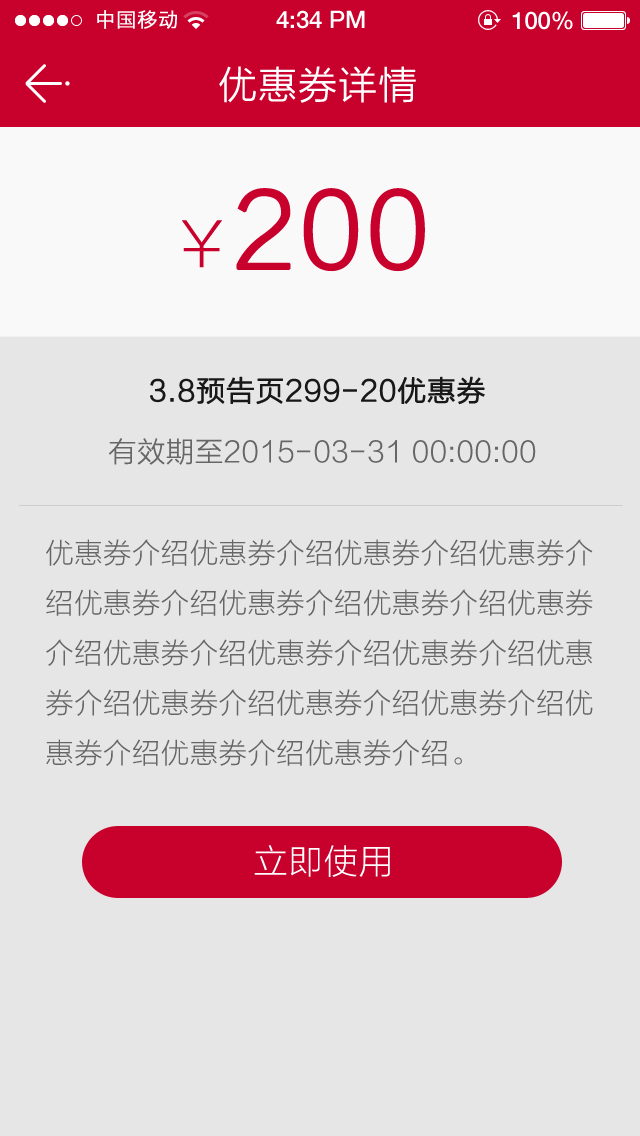 中国移动 4:34 PM 100%
优惠券详情
¥200
3.8预告页299-20优惠券
有效期至2015-03-31 00:00:00
优惠券介绍优惠券介绍优惠券介绍优惠券介
绍优惠券介绍优惠券介绍优惠券介绍优惠券
介绍优惠券介绍优惠券介绍优惠券介绍优惠
券介绍优惠券介绍优惠券介绍优惠券介绍优
惠券介绍优惠券介绍优惠券介绍。
立即使用